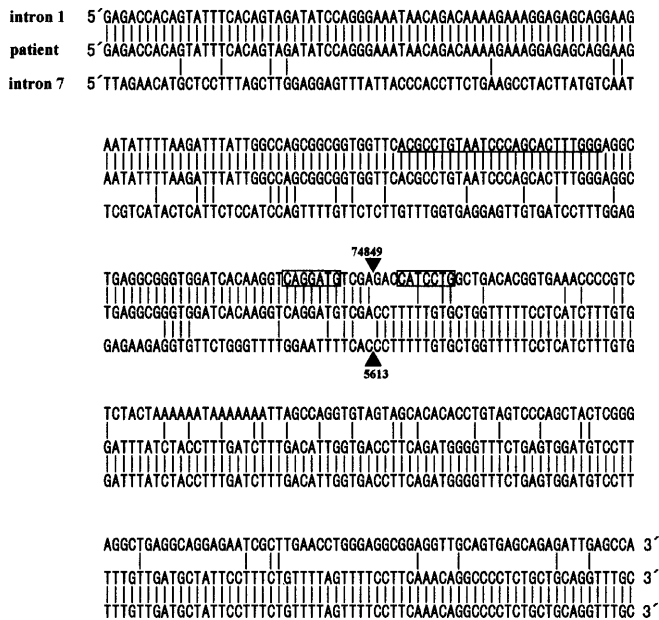 intron 1 5´GAGACCACAGTATTTCACAGTAGATATCCAGGGAAATAACAGACAAAAGAAAGGAGAGCAGGAAG
patient 5´GAGACCACAGTATTTCACAGTAGATATCCAGGGAAATAACAGACAAAAGAAAGGAGAGCAGGAAG
intron 7 5´TTAGAACATGCTCCTTTAGCTTGGAGGAGTTTATTACCCACCTTCTGAAGCCTACTTATGTCAAT
AATATTTTAAGATTTATTGGCCAGCGGCGGTGGTTCACGCCTGTAATCCCAGCACTTTGGGAGGC
AATATTTTAAGATTTATTGGCCAGCGGCGGTGGTTCACGCCTGTAATCCCAGCACTTTGGGAGGC
TCGTCATACTCATTCTCCATCCAGTTTTGTTCTCTTGTTTGGTGAGGAGTTGTGATCCTTTGGAG
74849
TGAGGCGGGTGGATCACAAGGTCAGGATGTCGAGACCATCCTGGCTGACACGGTGAAACCCCGTC
TGAGGCGGGTGGATCACAAGGTCAGGATGTCGACCTTTTTGTGCTGGTTTTTCCTCATCTTTGTG
GAGAAGAGGTGTTCTGGGTTTTGGAATTTTCACCCTTTTTGTGCTGGTTTTTCCTCATCTTTGTG
5613
TCTACTAAAAAATAAAAAAATTAGCCAGGTGTAGTAGCACACACCTGTAGTCCCAGCTACTCGGG
GATTTATCTACCTTTGATCTTTGACATTGGTGACCTTCAGATGGGGTTTCTGAGTGGATGTCCTT
GATTTATCTACCTTTGATCTTTGACATTGGTGACCTTCAGATGGGGTTTCTGAGTGGATGTCCTT
AGGCTGAGGCAGGAGAATCGCTTGAACCTGGGAGGCGGAGGTTGCAGTGAGCAGAGATTGAGCCA 3´
TTTGTTGATGCTATTCCTTTCTGTTTTAGTTTTCCTTCAAACAGGCCCCTCTGCTGCAGGTTTGC 3´
TTTGTTGATGCTATTCCTTTCTGTTTTAGTTTTCCTTCAAACAGGCCCCTCTGCTGCAGGTTTGC 3´